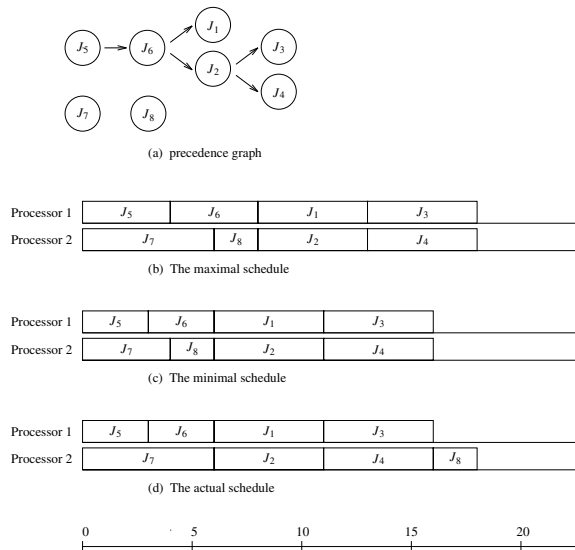 J₁
J₅ J₆ J₃
J₂
J₄
J₇ J₈
(a) precedence graph
Processor 1 J₅ J₆ J₁ J₃
Processor 2 J₇ J₈ J₂ J₄
(b) The maximal schedule
Processor 1 J₅ J₆ J₁ J₃
Processor 2 J₇ J₈ J₂ J₄
(c) The minimal schedule
Processor 1 J₅ J₆ J₁ J₃
Processor 2 J₇ J₂ J₄ J₈
(d) The actual schedule
0 5 10 15 20